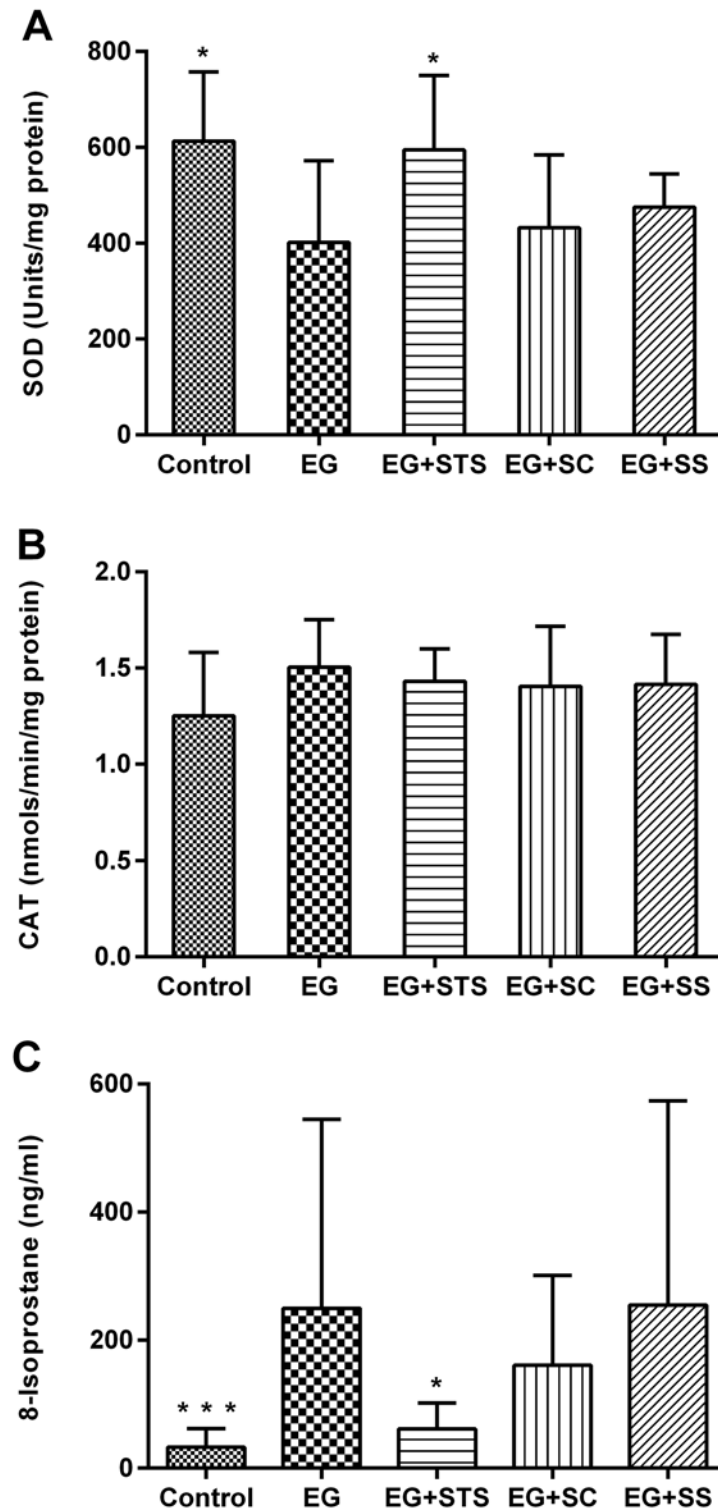 A
SOD (Units/mg protein)
800
600
400
200
0
*
*
Control EG EG+STS EG+SC EG+SS
B
CAT (nmols/min/mg protein)
2.0
1.5
1.0
0.5
0.0
Control EG EG+STS EG+SC EG+SS
C
8-Isoprostane (ng/ml)
600
400
200
0
* * *
*
Control EG EG+STS EG+SC EG+SS